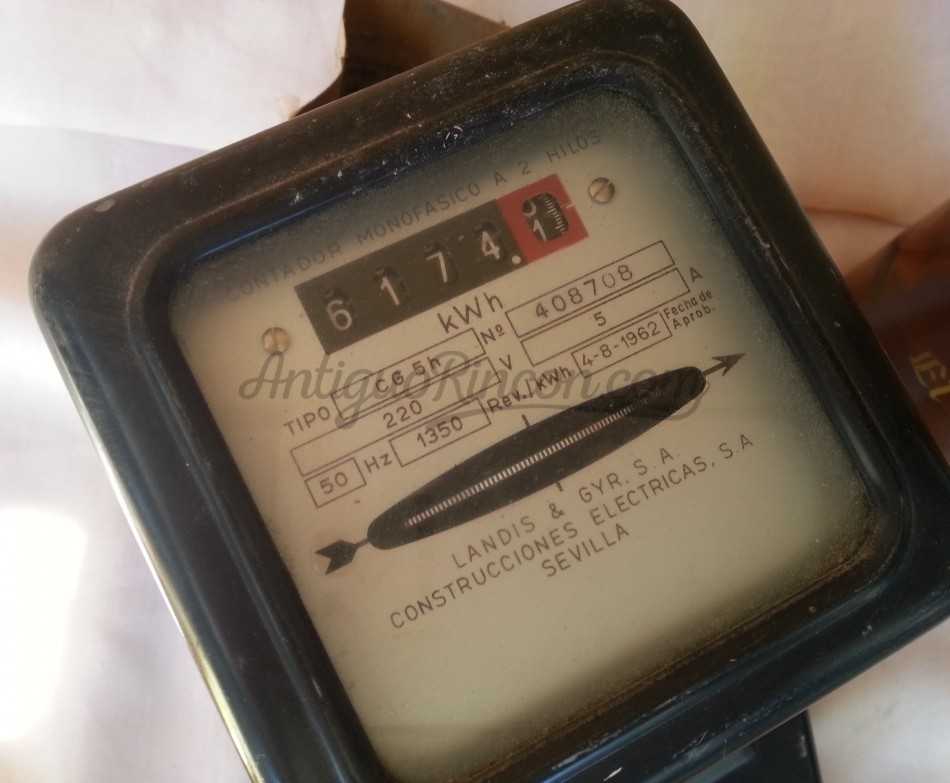 CONTADOR MONOFASICO A 2 HILOS
6174.1
kWh
TIPO CG 5h Nº 408708
220 V 5 A
50 Hz 1350 Rev./kWh 4-8-1962 Fecha de Aprob.
AntiguoRincon.com
LANDIS & GYR, S.A.
CONSTRUCCIONES ELECTRICAS, S.A
SEVILLA